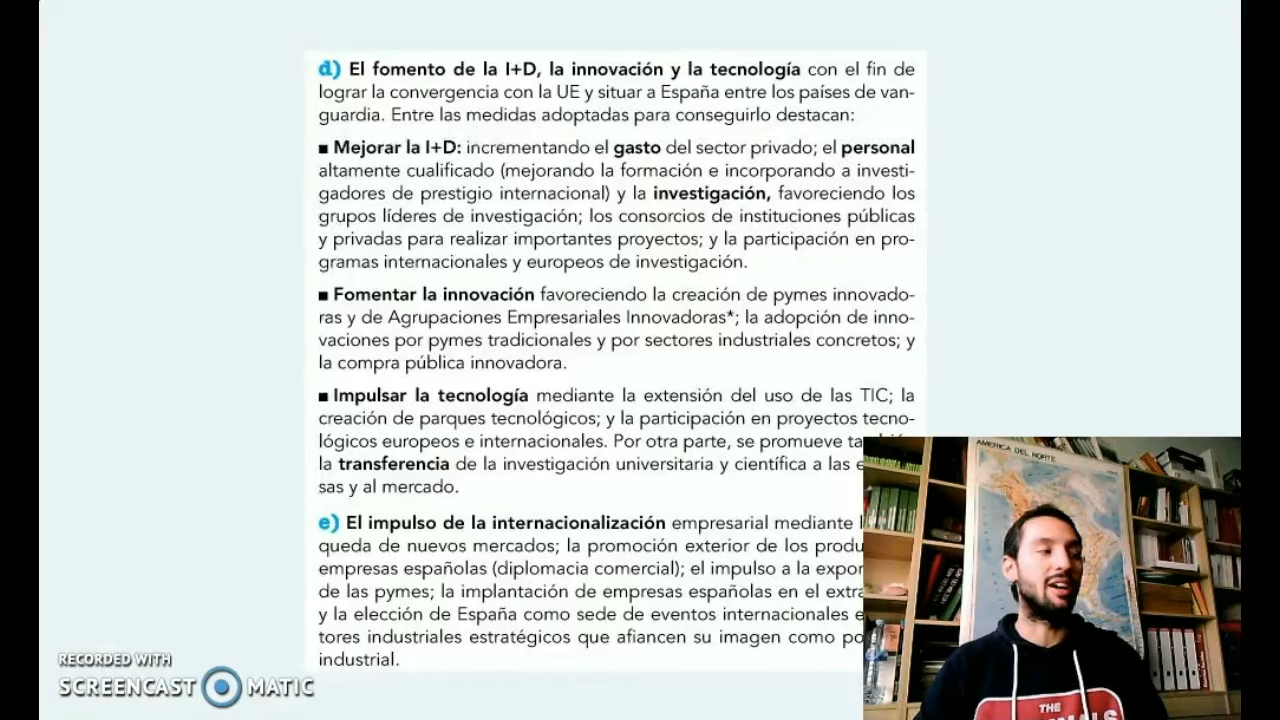 d) El fomento de la I+D, la innovación y la tecnología con el fin de
lograr la convergencia con la UE y situar a España entre los países de van-
guardia. Entre las medidas adoptadas para conseguirlo destacan:
■ Mejorar la I+D: incrementando el gasto del sector privado; el personal
altamente cualificado (mejorando la formación e incorporando a investi-
gadores de prestigio internacional) y la investigación, favoreciendo los
grupos líderes de investigación; los consorcios de instituciones públicas
y privadas para realizar importantes proyectos; y la participación en pro-
gramas internacionales y europeos de investigación.
■ Fomentar la innovación favoreciendo la creación de pymes innovado-
ras y de Agrupaciones Empresariales Innovadoras*; la adopción de inno-
vaciones por pymes tradicionales y por sectores industriales concretos; y
la compra pública innovadora.
■ Impulsar la tecnología mediante la extensión del uso de las TIC; la
creación de parques tecnológicos; y la participación en proyectos tecno-
lógicos europeos e internacionales. Por otra parte, se promueve
la transferencia de la investigación universitaria y científica a las
sas y al mercado.
e) El impulso de la internacionalización empresarial mediante
queda de nuevos mercados; la promoción exterior de los
empresas españolas (diplomacia comercial); el impulso a la
de las pymes; la implantación de empresas españolas en el
y la elección de España como sede de eventos internacionales
tores industriales estratégicos que afiancen su imagen como
industrial.
AMERICA DEL NORTE
THE
RECORDED WITH
SCREENCAST MATIC